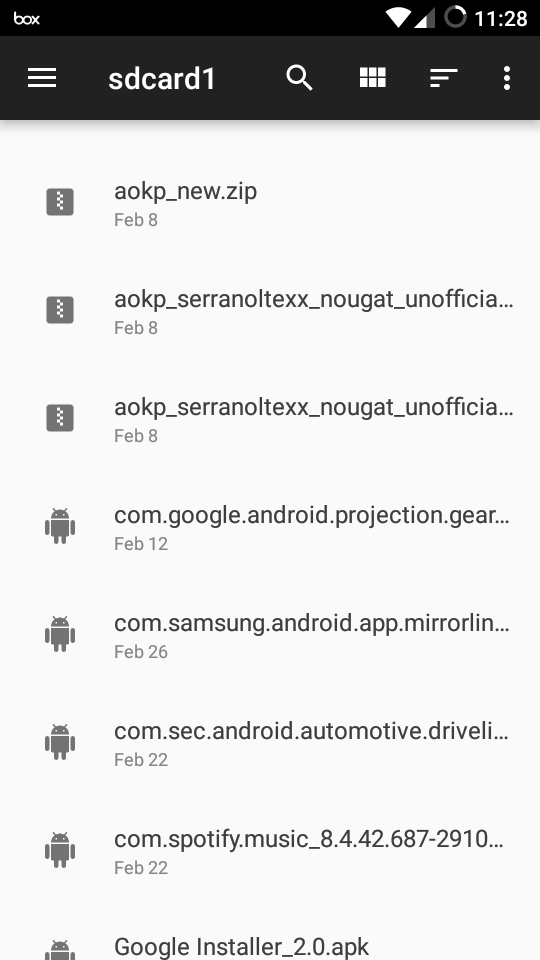 box
11:28
sdcard1
aokp_new.zip
Feb 8
aokp_serranoltexx_nougat_unofficia...
Feb 8
aokp_serranoltexx_nougat_unofficia...
Feb 8
com.google.android.projection.gear...
Feb 12
com.samsung.android.app.mirrorlin...
Feb 26
com.sec.android.automotive.driveli...
Feb 22
com.spotify.music_8.4.42.687-2910...
Feb 22
Google Installer_2.0.apk